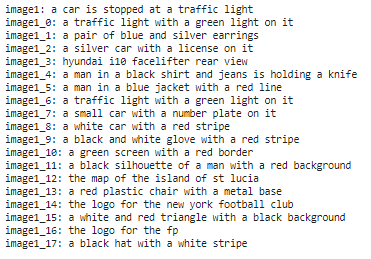 image1: a car is stopped at a traffic light
image1_0: a traffic light with a green light on it
image1_1: a pair of blue and silver earrings
image1_2: a silver car with a license on it
image1_3: hyundai i10 facelifter rear view
image1_4: a man in a black shirt and jeans is holding a knife
image1_5: a man in a blue jacket with a red line
image1_6: a traffic light with a green light on it
image1_7: a small car with a number plate on it
image1_8: a white car with a red stripe
image1_9: a black and white glove with a red stripe
image1_10: a green screen with a red border
image1_11: a black silhouette of a man with a red background
image1_12: the map of the island of st lucia
image1_13: a red plastic chair with a metal base
image1_14: the logo for the new york football club
image1_15: a white and red triangle with a black background
image1_16: the logo for the fp
image1_17: a black hat with a white stripe